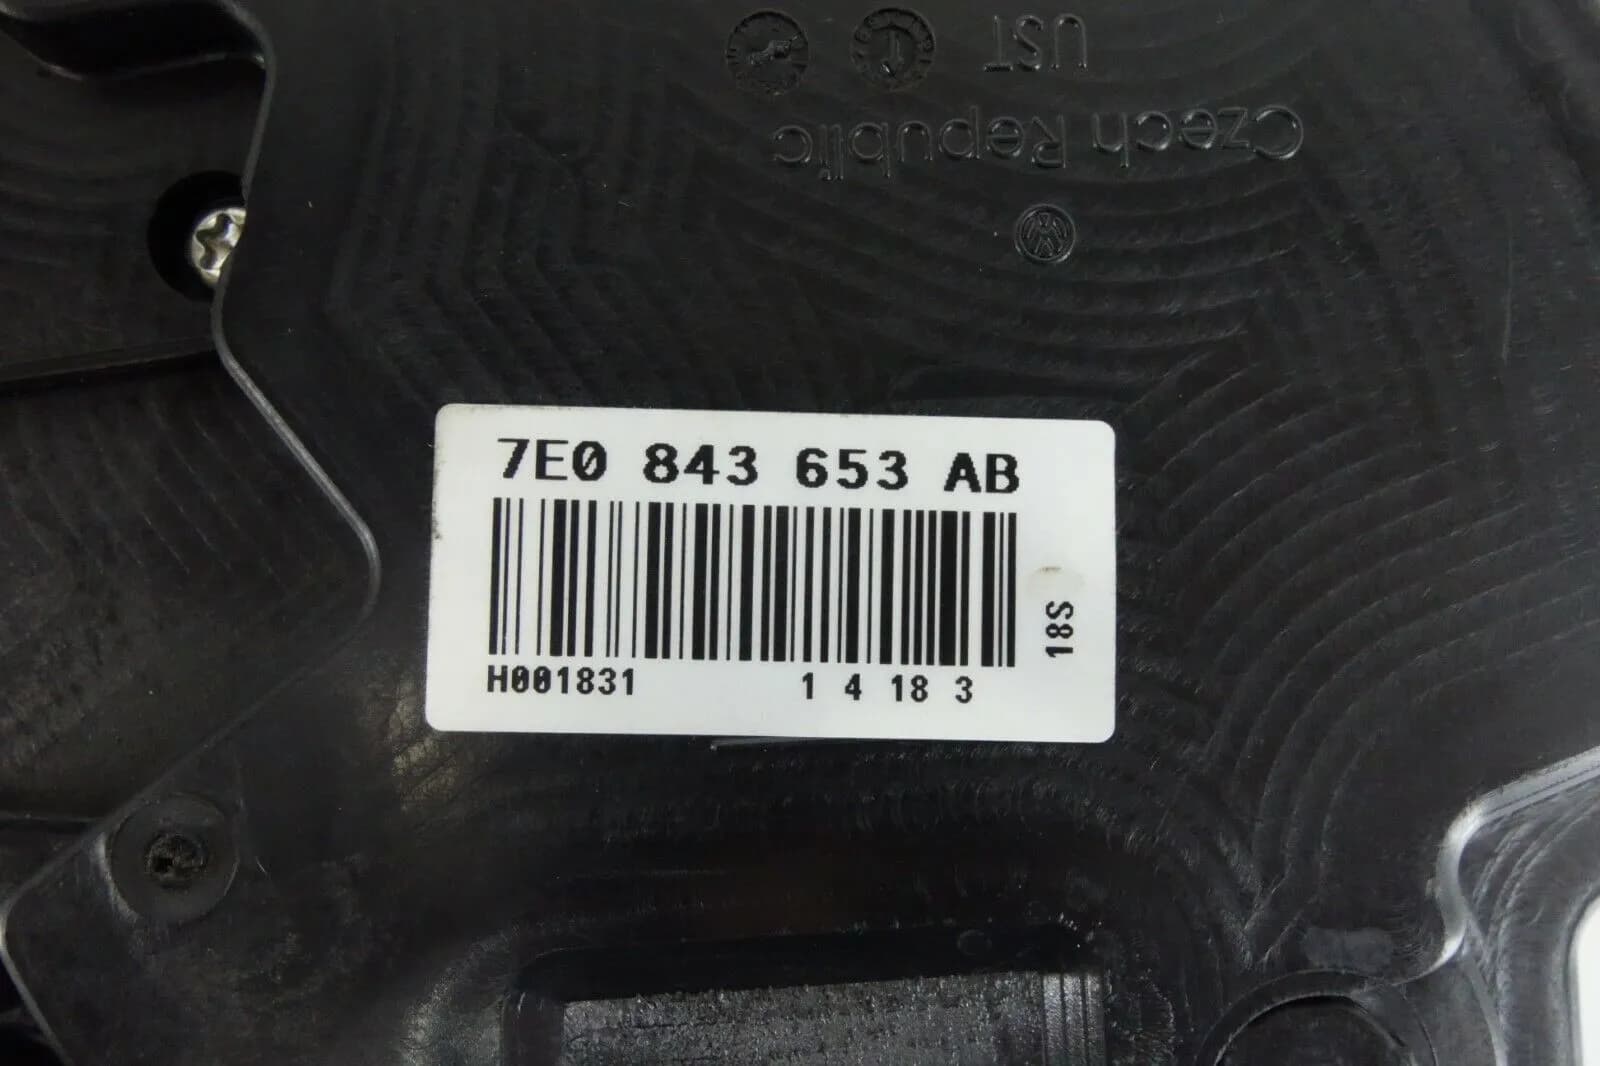 UST
Czech Republic
7E0 843 653 AB
18S
H001831 1 4 18 3